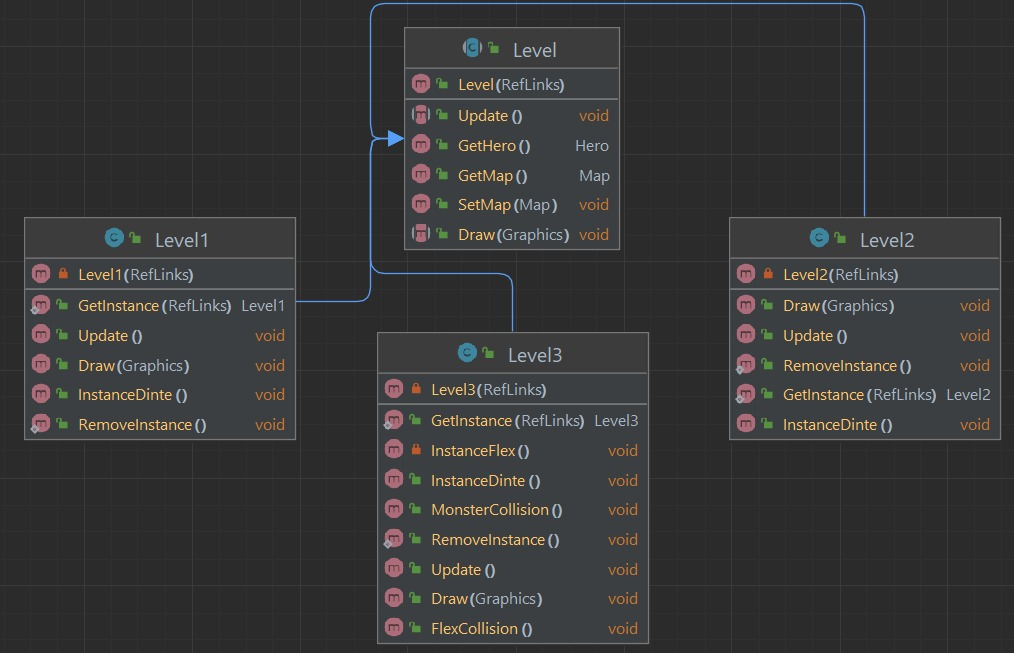 Level
Level(RefLinks)
Update() void
GetHero() Hero
GetMap() Map
SetMap(Map) void
Draw(Graphics) void
Level1
Level1(RefLinks)
GetInstance(RefLinks) Level1
Update() void
Draw(Graphics) void
InstanceDinte() void
RemoveInstance() void
Level2
Level2(RefLinks)
Draw(Graphics) void
Update() void
RemoveInstance() void
GetInstance(RefLinks) Level2
InstanceDinte() void
Level3
Level3(RefLinks)
GetInstance(RefLinks) Level3
InstanceFlex() void
InstanceDinte() void
MonsterCollision() void
RemoveInstance() void
Update() void
Draw(Graphics) void
FlexCollision() void